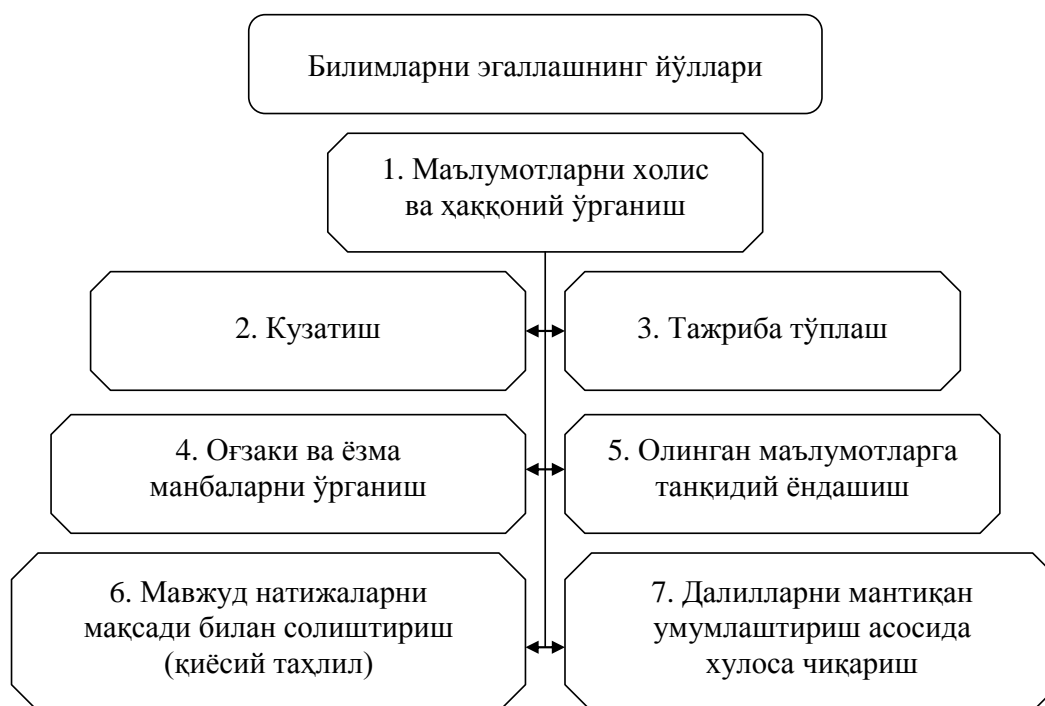 Билимларни эгаллашнинг йўллари
1. Маълумотларни холис
ва ҳаққоний ўрганиш
2. Кузатиш
3. Тажриба тўплаш
4. Оғзаки ва ёзма
манбаларни ўрганиш
5. Олинган маълумотларга
танқидий ёндашиш
6. Мавжуд натижаларни
мақсади билан солиштириш
(қиёсий таҳлил)
7. Далилларни мантиқан
умумлаштириш асосида
хулоса чиқариш